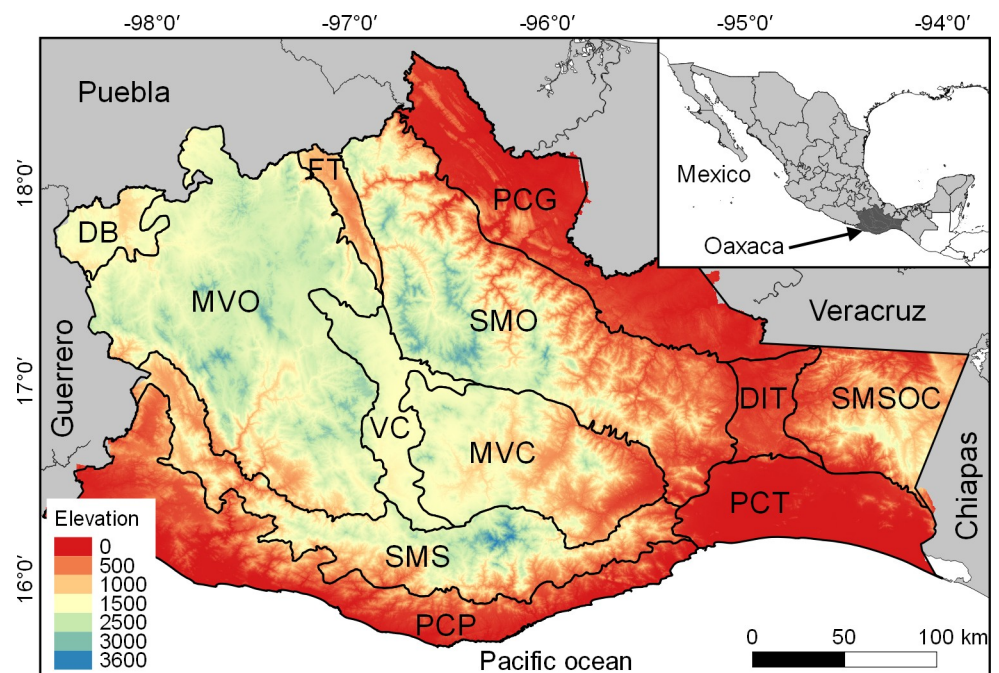 -98°0′ -97°0′ -96°0′ -95°0′ -94°0′
18°0′
17°0′
16°0′
Puebla
Guerrero
Veracruz
Chiapas
Mexico
Oaxaca
FT
PCG
DB
MVO
SMO
VC
MVC
DIT
SMSOC
PCT
SMS
PCP
Pacific ocean
Elevation
0
500
1000
1500
2500
3000
3600
0 50 100 km